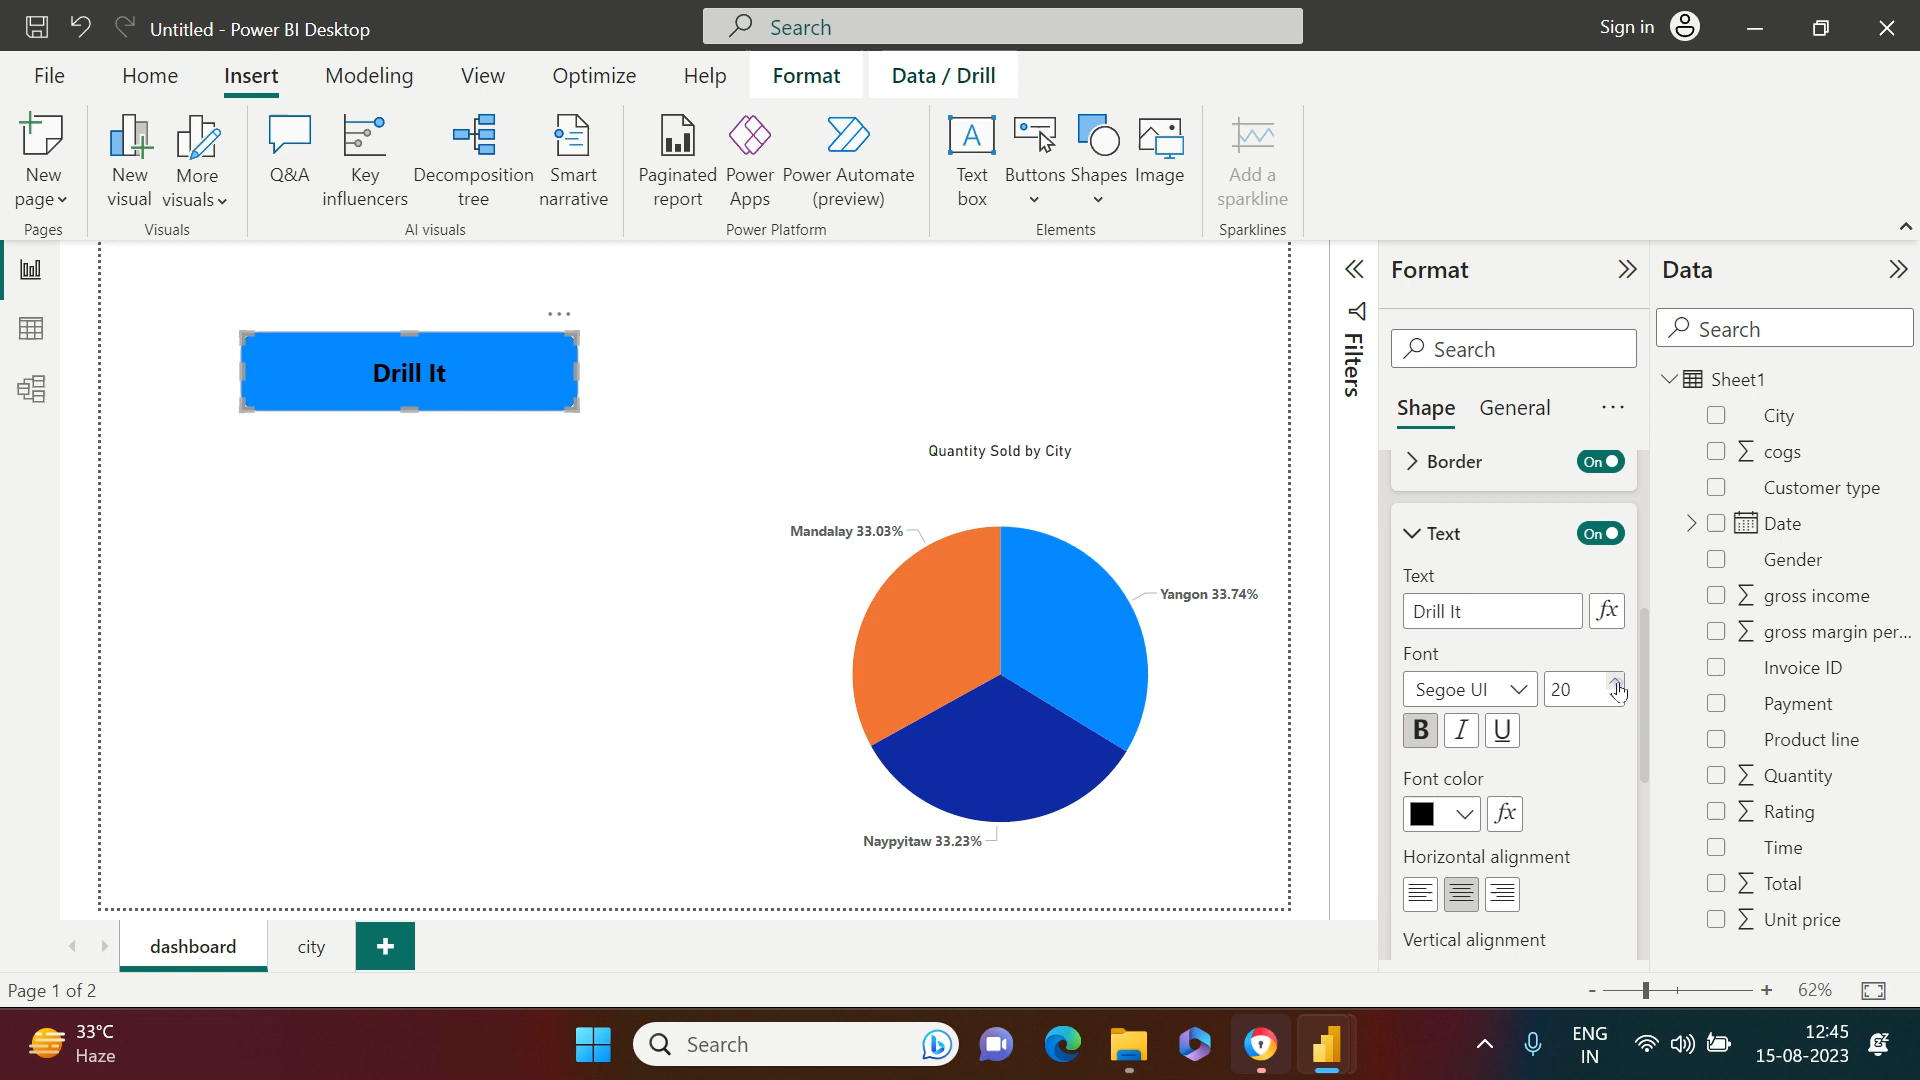 Untitled - Power BI Desktop
Search
Sign in
File Home Insert Modeling View Optimize Help Format Data / Drill
New page
New visual
More visuals
Q&A
Key influencers
Decomposition tree
Smart narrative
Paginated report
Power Apps
Power Automate (preview)
A
Text box
Buttons
Shapes
Image
Add a sparkline
Pages
Visuals
AI visuals
Power Platform
Elements
Sparklines
Drill It
Quantity Sold by City
Mandalay 33.03%
Yangon 33.74%
Naypyitaw 33.23%
Filters
Format
Search
Shape General
Border On
Text On
Text
Drill It fx
Font
Segoe UI 20
B I U
Font color
fx
Horizontal alignment
Vertical alignment
Data
Search
Sheet1
City
∑ cogs
Customer type
Date
Gender
∑ gross income
∑ gross margin per...
Invoice ID
Payment
Product line
∑ Quantity
∑ Rating
Time
∑ Total
∑ Unit price
dashboard city +
Page 1 of 2
- + 62%
33°C
Haze
Search
ENG
IN
12:45
15-08-2023